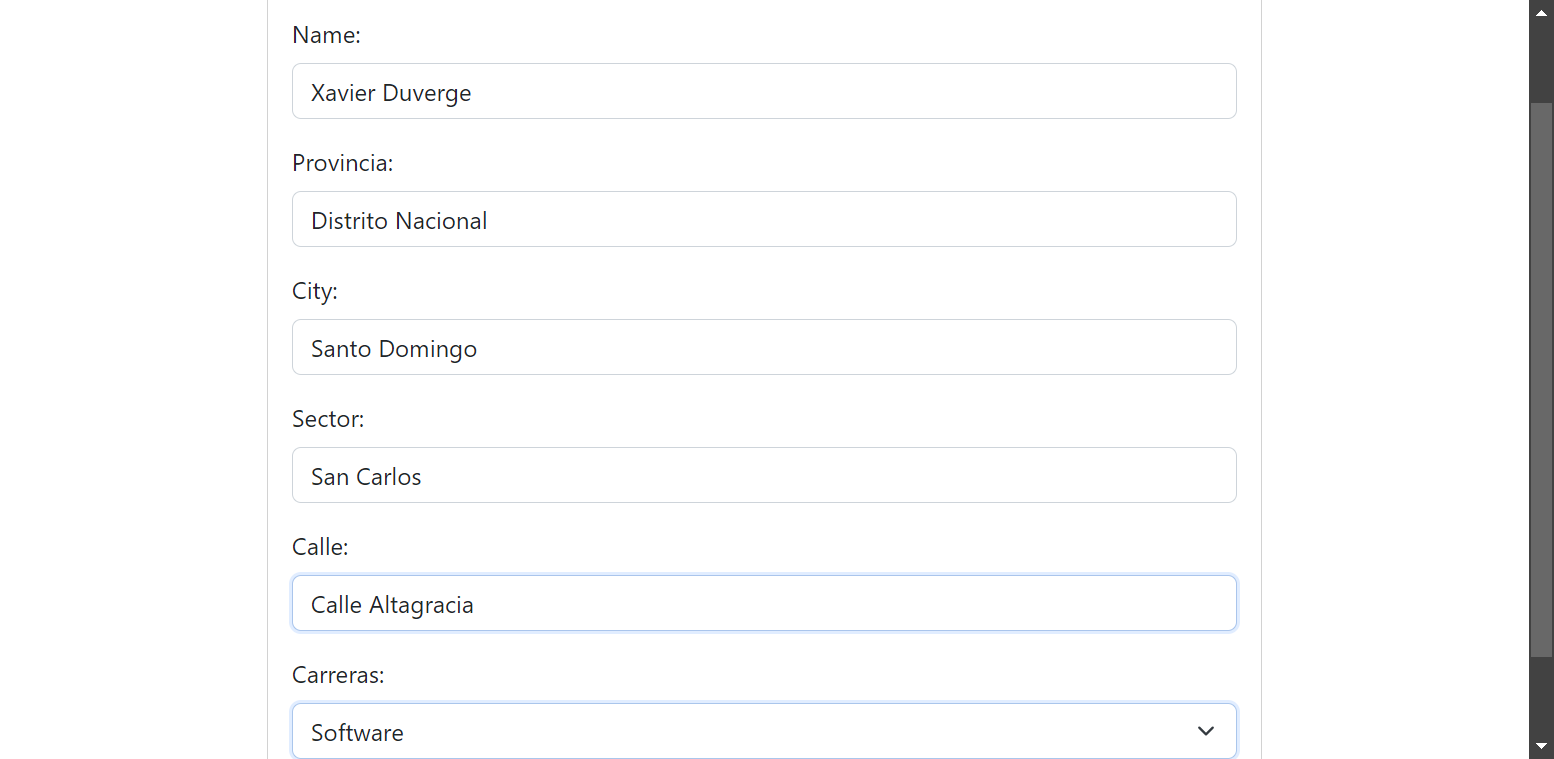 Name:
Xavier Duverge
Provincia:
Distrito Nacional
City:
Santo Domingo
Sector:
San Carlos
Calle:
Calle Altagracia
Carreras:
Software